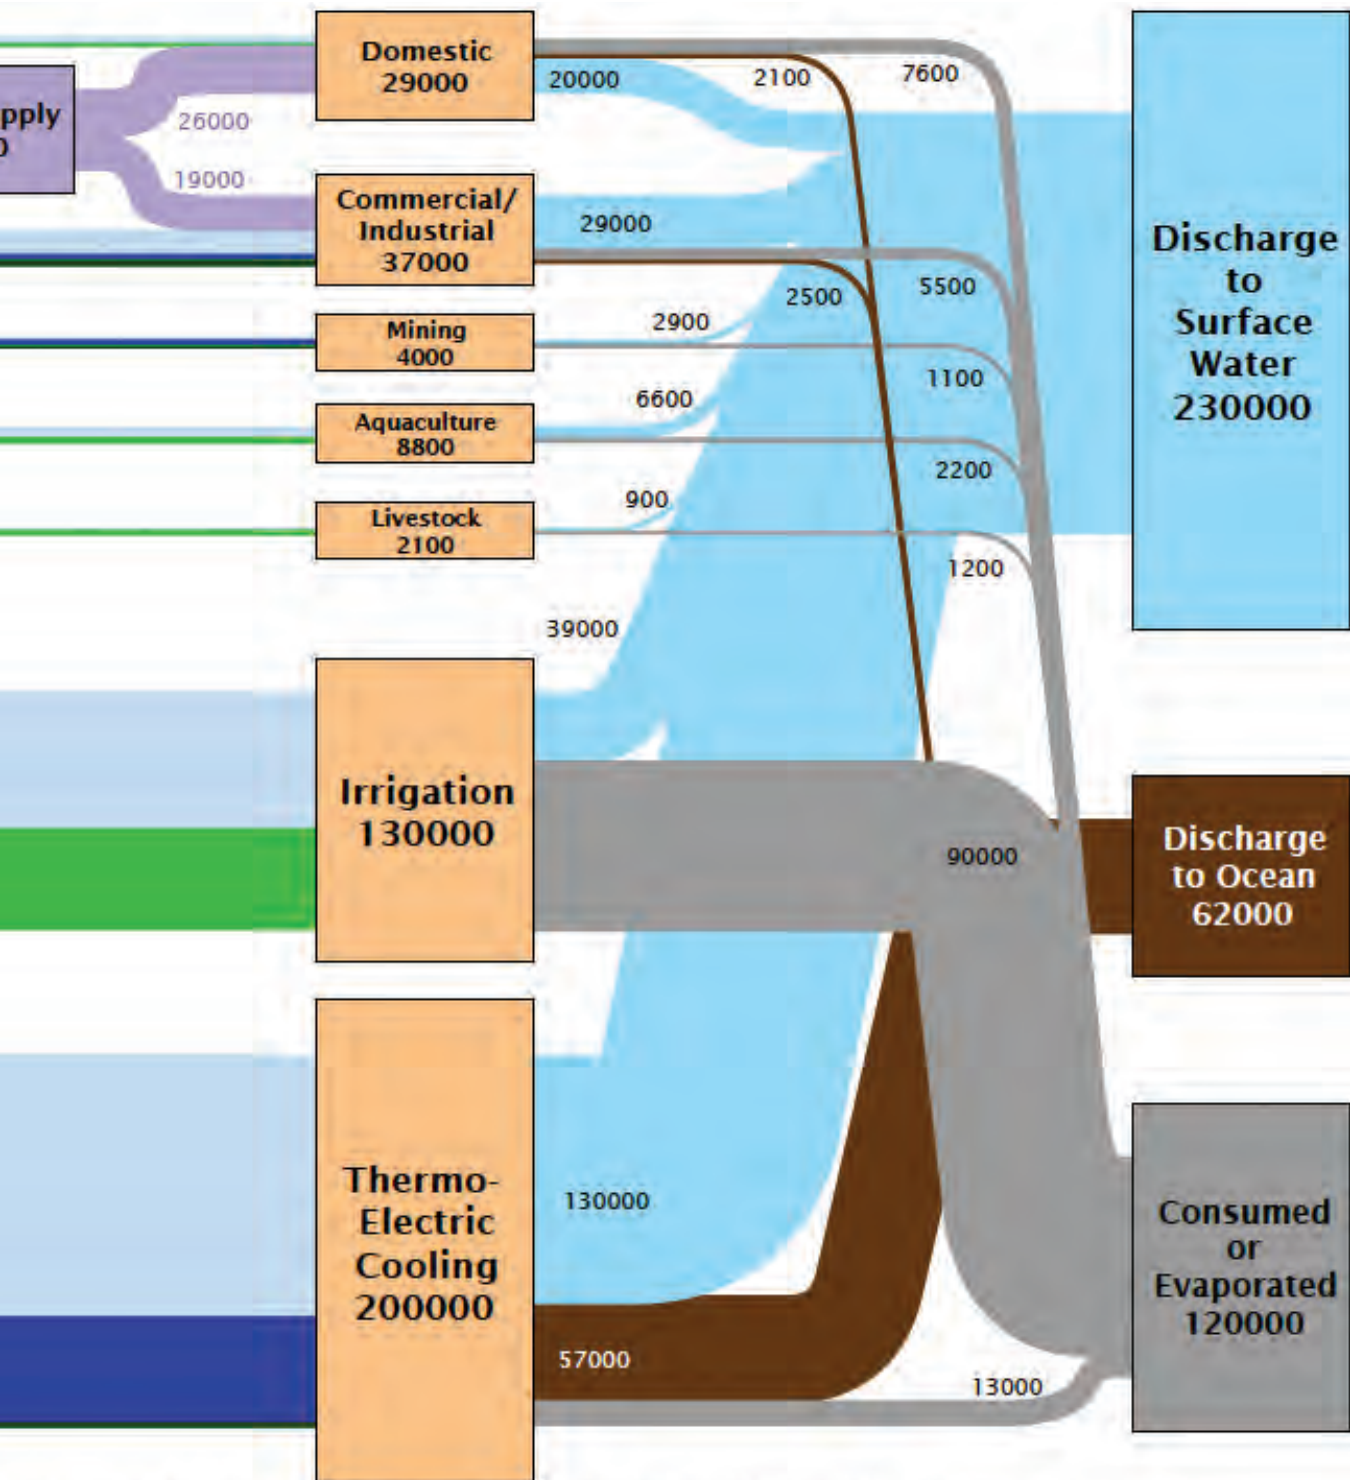 Domestic
29000
20000
2100
7600
pply
0
26000
19000
Commercial/
Industrial
37000
29000
2500
5500
Mining
4000
2900
1100
Aquaculture
8800
6600
2200
Livestock
2100
900
1200
39000
Irrigation
130000
90000
Thermo-
Electric
Cooling
200000
130000
57000
13000
Discharge
to
Surface
Water
230000
Discharge
to Ocean
62000
Consumed
or
Evaporated
120000